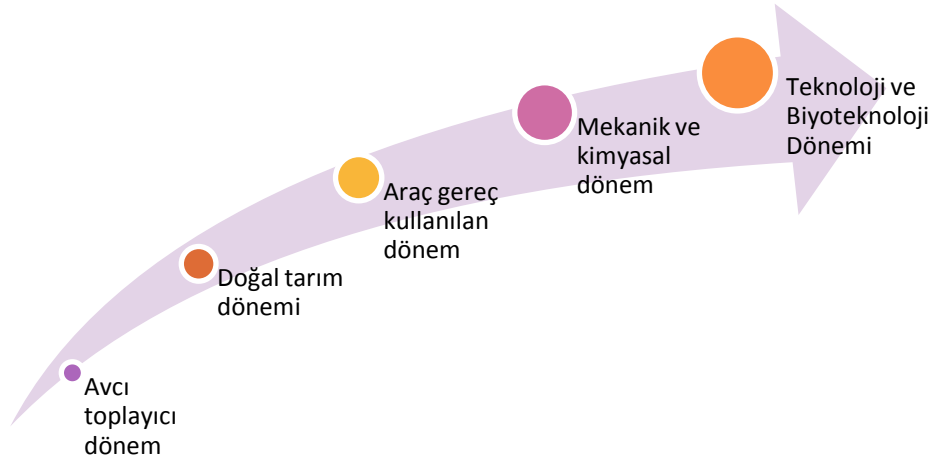 Avcı
toplayıcı
dönem
Doğal tarım
dönemi
Araç gereç
kullanılan
dönem
Mekanik ve
kimyasal
dönem
Teknoloji ve
Biyoteknoloji
Dönemi